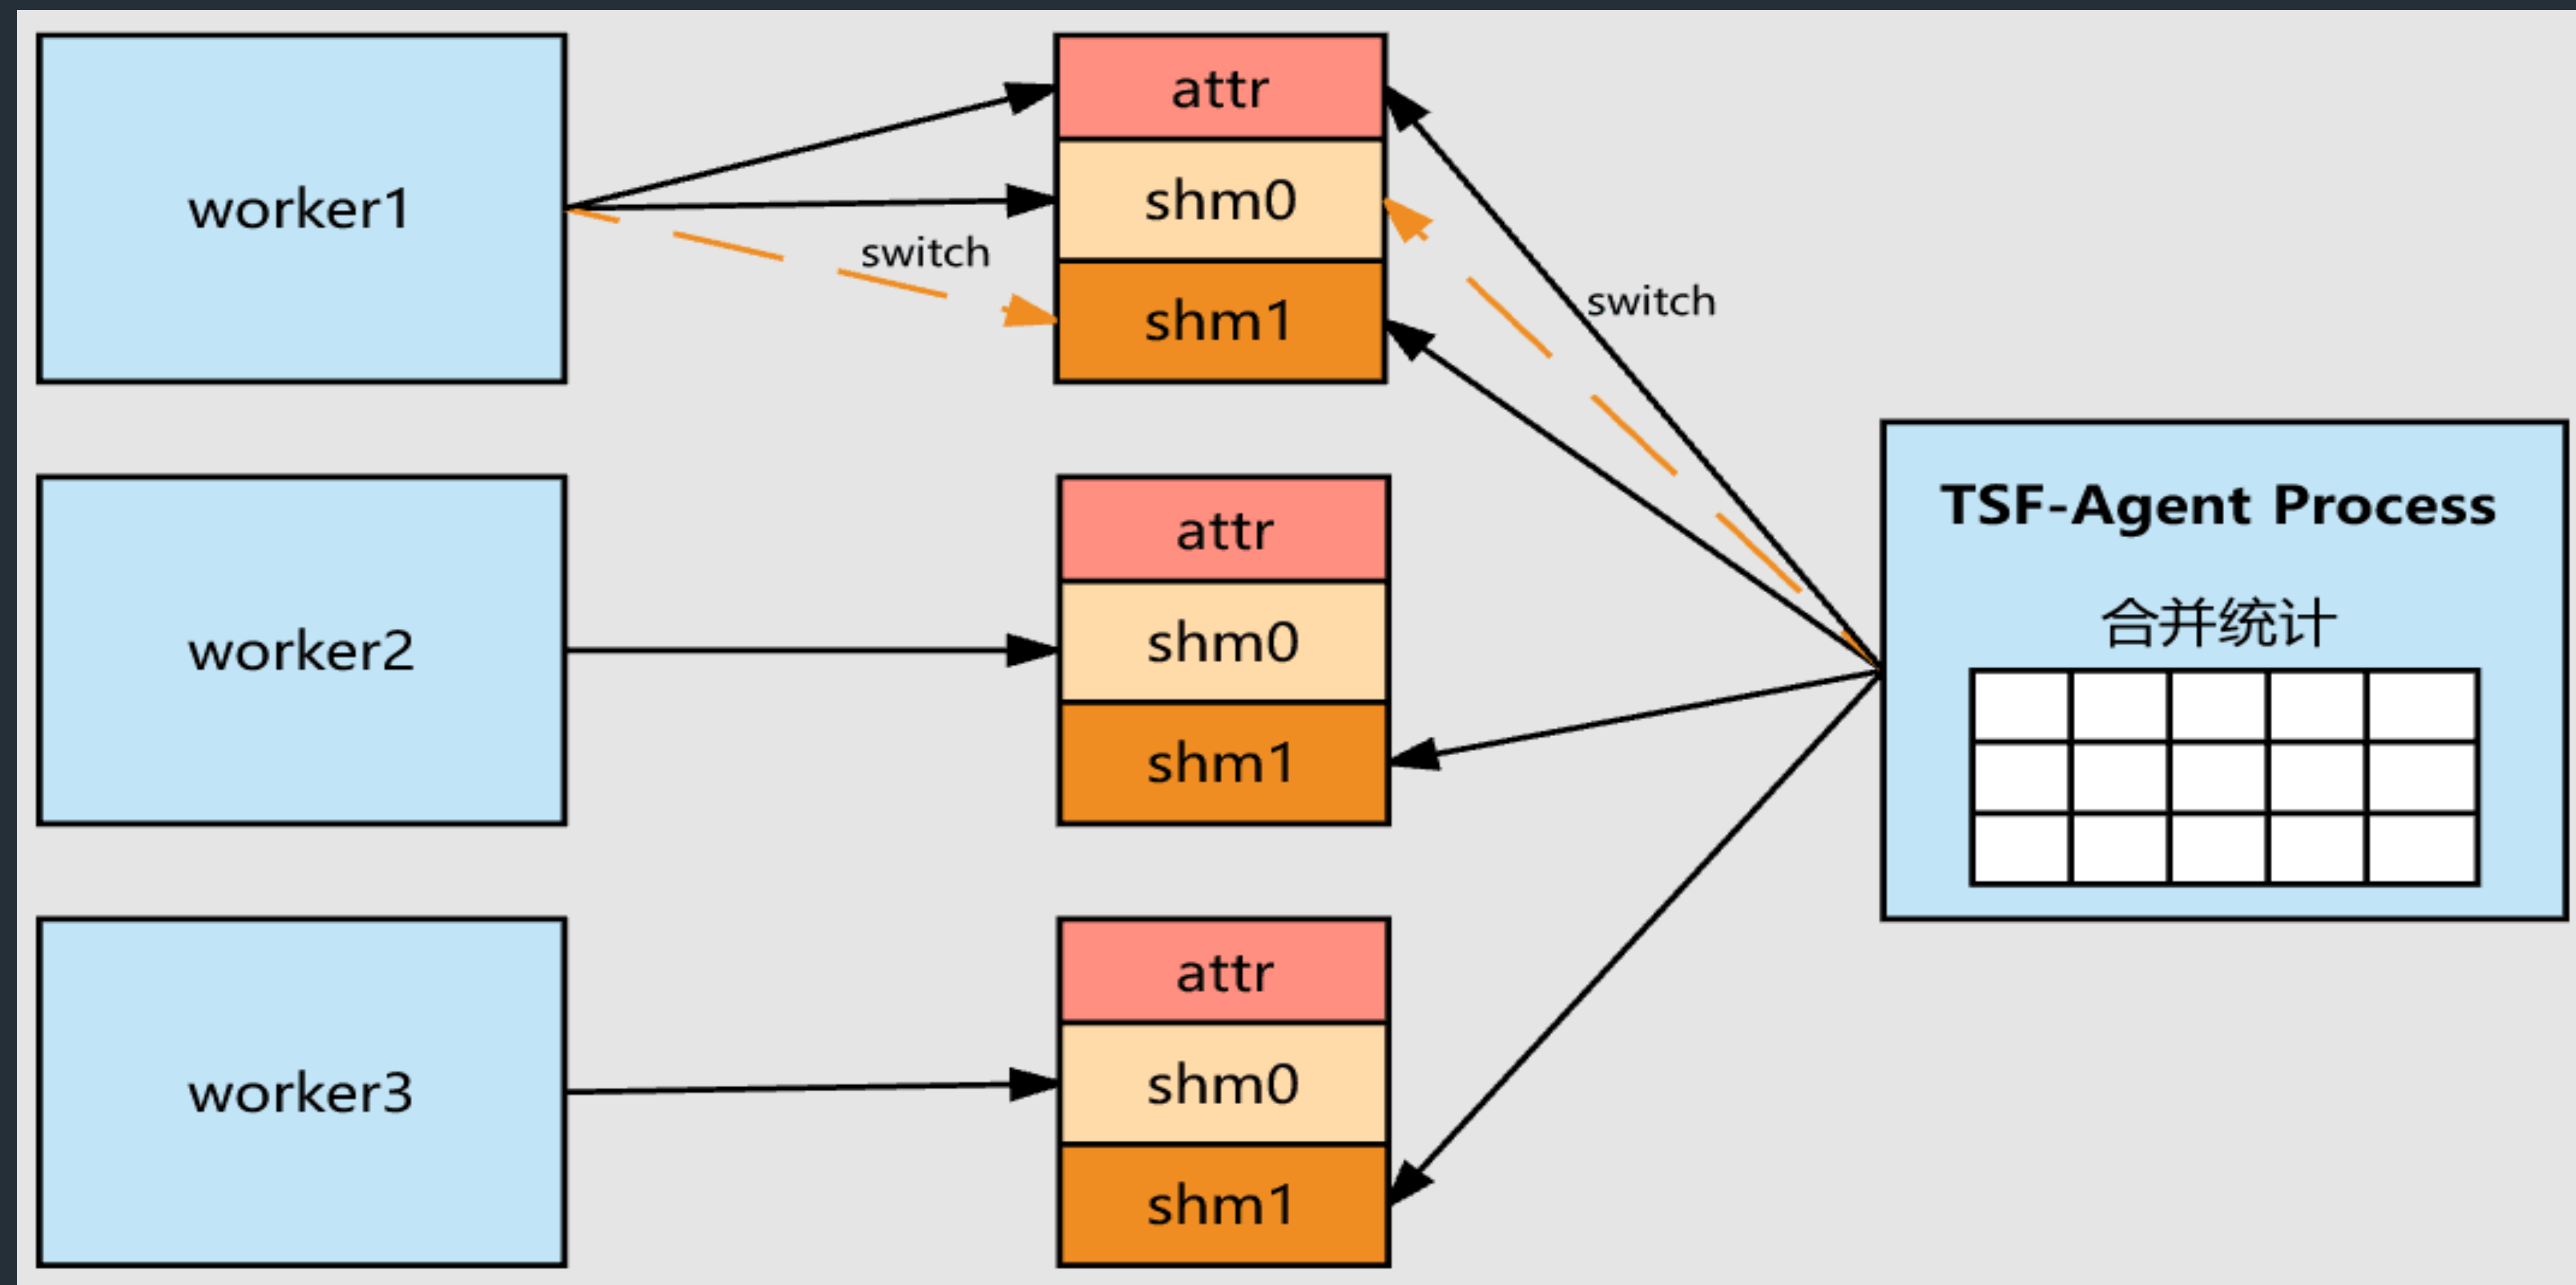 worker1
attr
shm0
shm1
switch
switch
worker2
attr
shm0
shm1
worker3
attr
shm0
shm1
TSF-Agent Process
合并统计